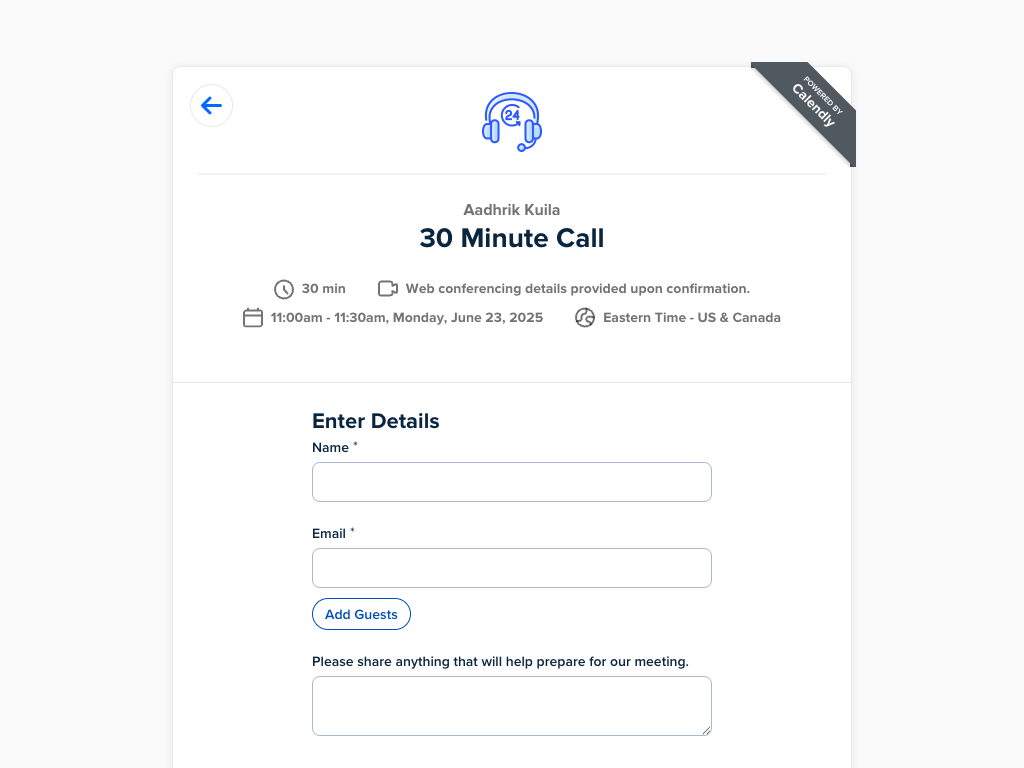 POWERED BY
Calendly
24
Aadhrik Kuila
30 Minute Call
30 min
Web conferencing details provided upon confirmation.
11:00am - 11:30am, Monday, June 23, 2025
Eastern Time - US & Canada
Enter Details
Name *
Email *
Add Guests
Please share anything that will help prepare for our meeting.